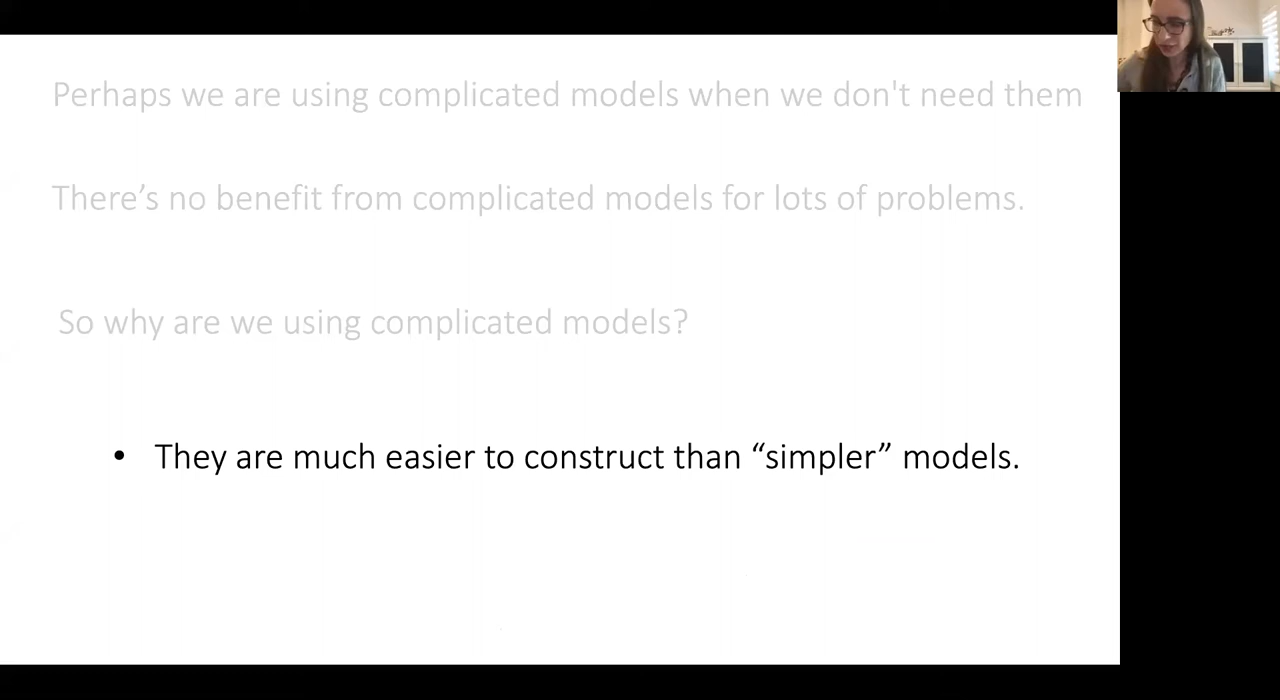 Perhaps we are using complicated models when we don't need them
There’s no benefit from complicated models for lots of problems.
So why are we using complicated models?
• They are much easier to construct than “simpler” models.